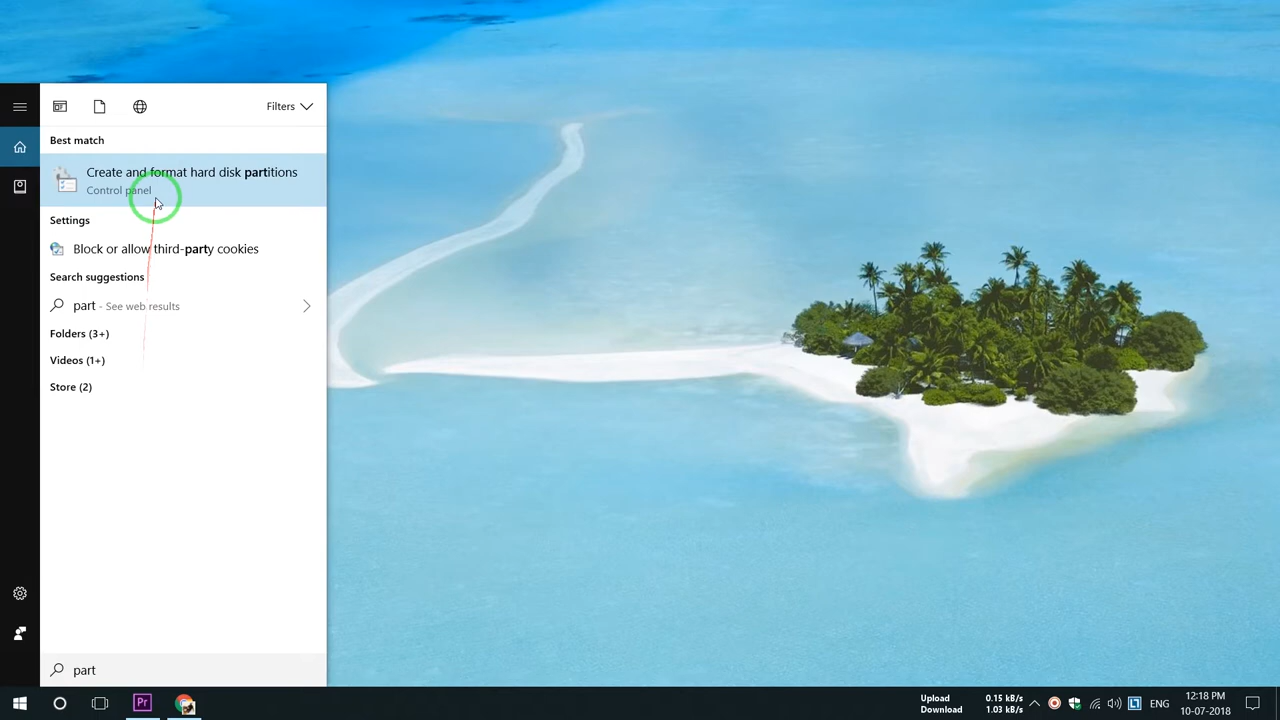 Filters
Best match
Create and format hard disk partitions
Control panel
Settings
Block or allow third-party cookies
Search suggestions
part - See web results
Folders (3+)
Videos (1+)
Store (2)
part
Pr
Upload 0.15 kB/s
Download 1.03 kB/s
ENG
12:18 PM
10-07-2018